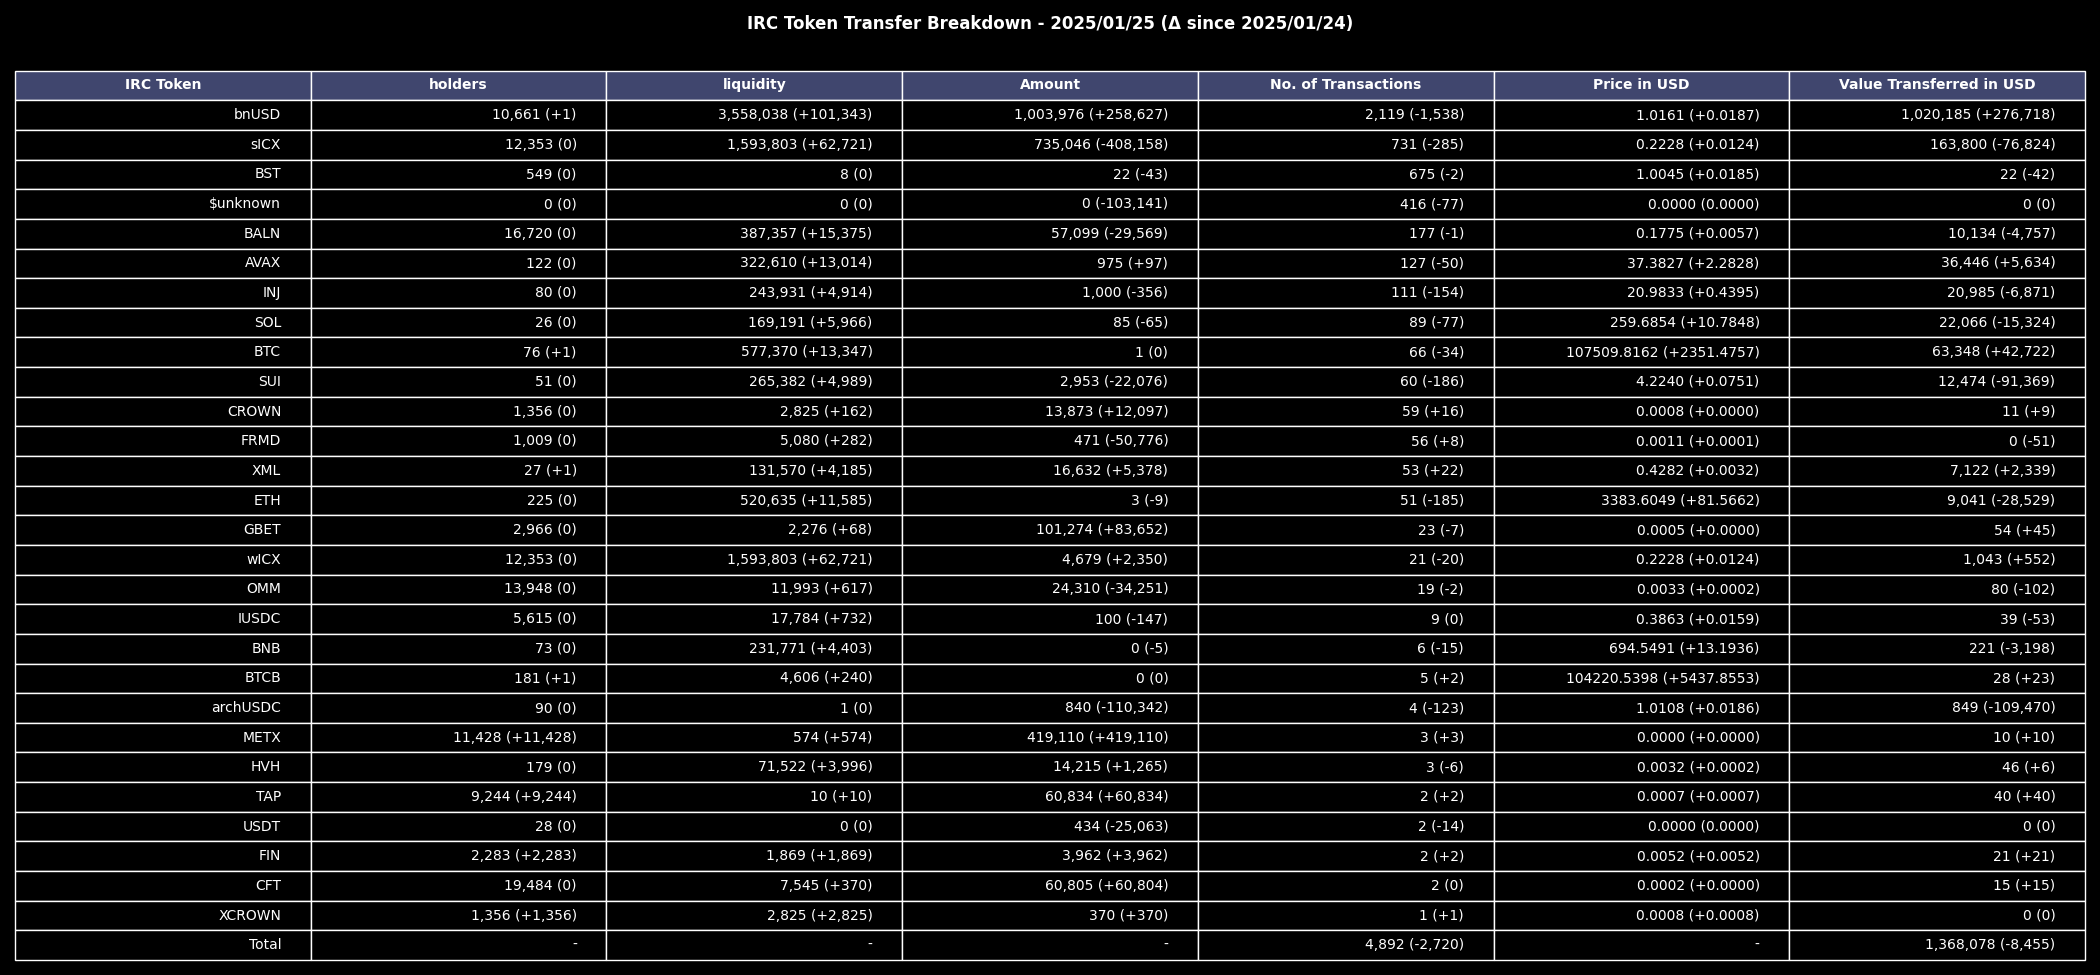 IRC Token Transfer Breakdown - 2025/01/25 (Δ since 2025/01/24)
IRC Token holders liquidity Amount No. of Transactions Price in USD Value Transferred in USD
bnUSD 10,661 (+1) 3,558,038 (+101,343) 1,003,976 (+258,627) 2,119 (-1,538) 1.0161 (+0.0187) 1,020,185 (+276,718)
sICX 12,353 (0) 1,593,803 (+62,721) 735,046 (-408,158) 731 (-285) 0.2228 (+0.0124) 163,800 (-76,824)
BST 549 (0) 8 (0) 22 (-43) 675 (-2) 1.0045 (+0.0185) 22 (-42)
$unknown 0 (0) 0 (0) 0 (-103,141) 416 (-77) 0.0000 (0.0000) 0 (0)
BALN 16,720 (0) 387,357 (+15,375) 57,099 (-29,569) 177 (-1) 0.1775 (+0.0057) 10,134 (-4,757)
AVAX 122 (0) 322,610 (+13,014) 975 (+97) 127 (-50) 37.3827 (+2.2828) 36,446 (+5,634)
INJ 80 (0) 243,931 (+4,914) 1,000 (-356) 111 (-154) 20.9833 (+0.4395) 20,985 (-6,871)
SOL 26 (0) 169,191 (+5,966) 85 (-65) 89 (-77) 259.6854 (+10.7848) 22,066 (-15,324)
BTC 76 (+1) 577,370 (+13,347) 1 (0) 66 (-34) 107509.8162 (+2351.4757) 63,348 (+42,722)
SUI 51 (0) 265,382 (+4,989) 2,953 (-22,076) 60 (-186) 4.2240 (+0.0751) 12,474 (-91,369)
CROWN 1,356 (0) 2,825 (+162) 13,873 (+12,097) 59 (+16) 0.0008 (+0.0000) 11 (+9)
FRMD 1,009 (0) 5,080 (+282) 471 (-50,776) 56 (+8) 0.0011 (+0.0001) 0 (-51)
XML 27 (+1) 131,570 (+4,185) 16,632 (+5,378) 53 (+22) 0.4282 (+0.0032) 7,122 (+2,339)
ETH 225 (0) 520,635 (+11,585) 3 (-9) 51 (-185) 3383.6049 (+81.5662) 9,041 (-28,529)
GBET 2,966 (0) 2,276 (+68) 101,274 (+83,652) 23 (-7) 0.0005 (+0.0000) 54 (+45)
wICX 12,353 (0) 1,593,803 (+62,721) 4,679 (+2,350) 21 (-20) 0.2228 (+0.0124) 1,043 (+552)
OMM 13,948 (0) 11,993 (+617) 24,310 (-34,251) 19 (-2) 0.0033 (+0.0002) 80 (-102)
IUSDC 5,615 (0) 17,784 (+732) 100 (-147) 9 (0) 0.3863 (+0.0159) 39 (-53)
BNB 73 (0) 231,771 (+4,403) 0 (-5) 6 (-15) 694.5491 (+13.1936) 221 (-3,198)
BTCB 181 (+1) 4,606 (+240) 0 (0) 5 (+2) 104220.5398 (+5437.8553) 28 (+23)
archUSDC 90 (0) 1 (0) 840 (-110,342) 4 (-123) 1.0108 (+0.0186) 849 (-109,470)
METX 11,428 (+11,428) 574 (+574) 419,110 (+419,110) 3 (+3) 0.0000 (+0.0000) 10 (+10)
HVH 179 (0) 71,522 (+3,996) 14,215 (+1,265) 3 (-6) 0.0032 (+0.0002) 46 (+6)
TAP 9,244 (+9,244) 10 (+10) 60,834 (+60,834) 2 (+2) 0.0007 (+0.0007) 40 (+40)
USDT 28 (0) 0 (0) 434 (-25,063) 2 (-14) 0.0000 (0.0000) 0 (0)
FIN 2,283 (+2,283) 1,869 (+1,869) 3,962 (+3,962) 2 (+2) 0.0052 (+0.0052) 21 (+21)
CFT 19,484 (0) 7,545 (+370) 60,805 (+60,804) 2 (0) 0.0002 (+0.0000) 15 (+15)
XCROWN 1,356 (+1,356) 2,825 (+2,825) 370 (+370) 1 (+1) 0.0008 (+0.0008) 0 (0)
Total - - - 4,892 (-2,720) - 1,368,078 (-8,455)